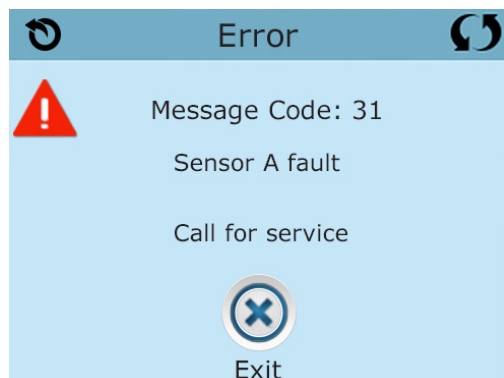 Error
Message Code: 31
Sensor A fault
Call for service
Exit